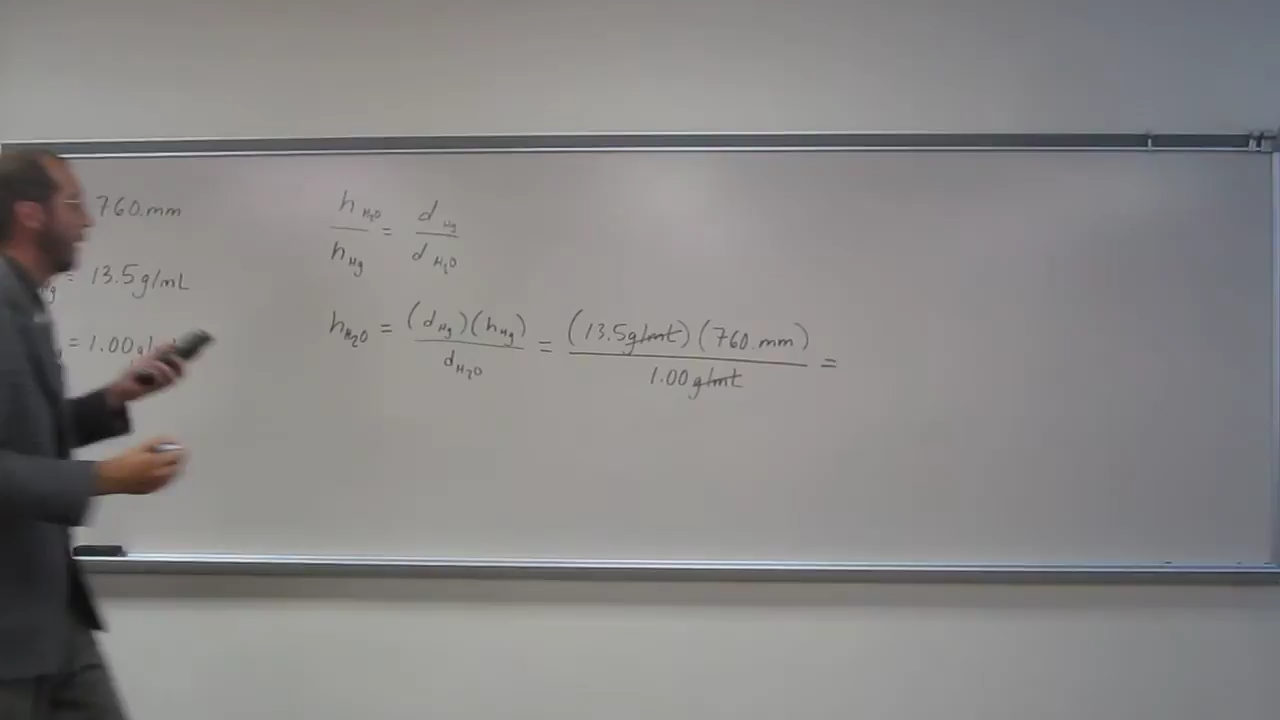 760. mm
Hg = 13.5 g/mL
= 1.00 g/
h H₂O / h Hg = d Hg / d H₂O
h H₂O = (d Hg)(h Hg) / d H₂O = (13.5 g/mL)(760. mm) / 1.00 g/mL =